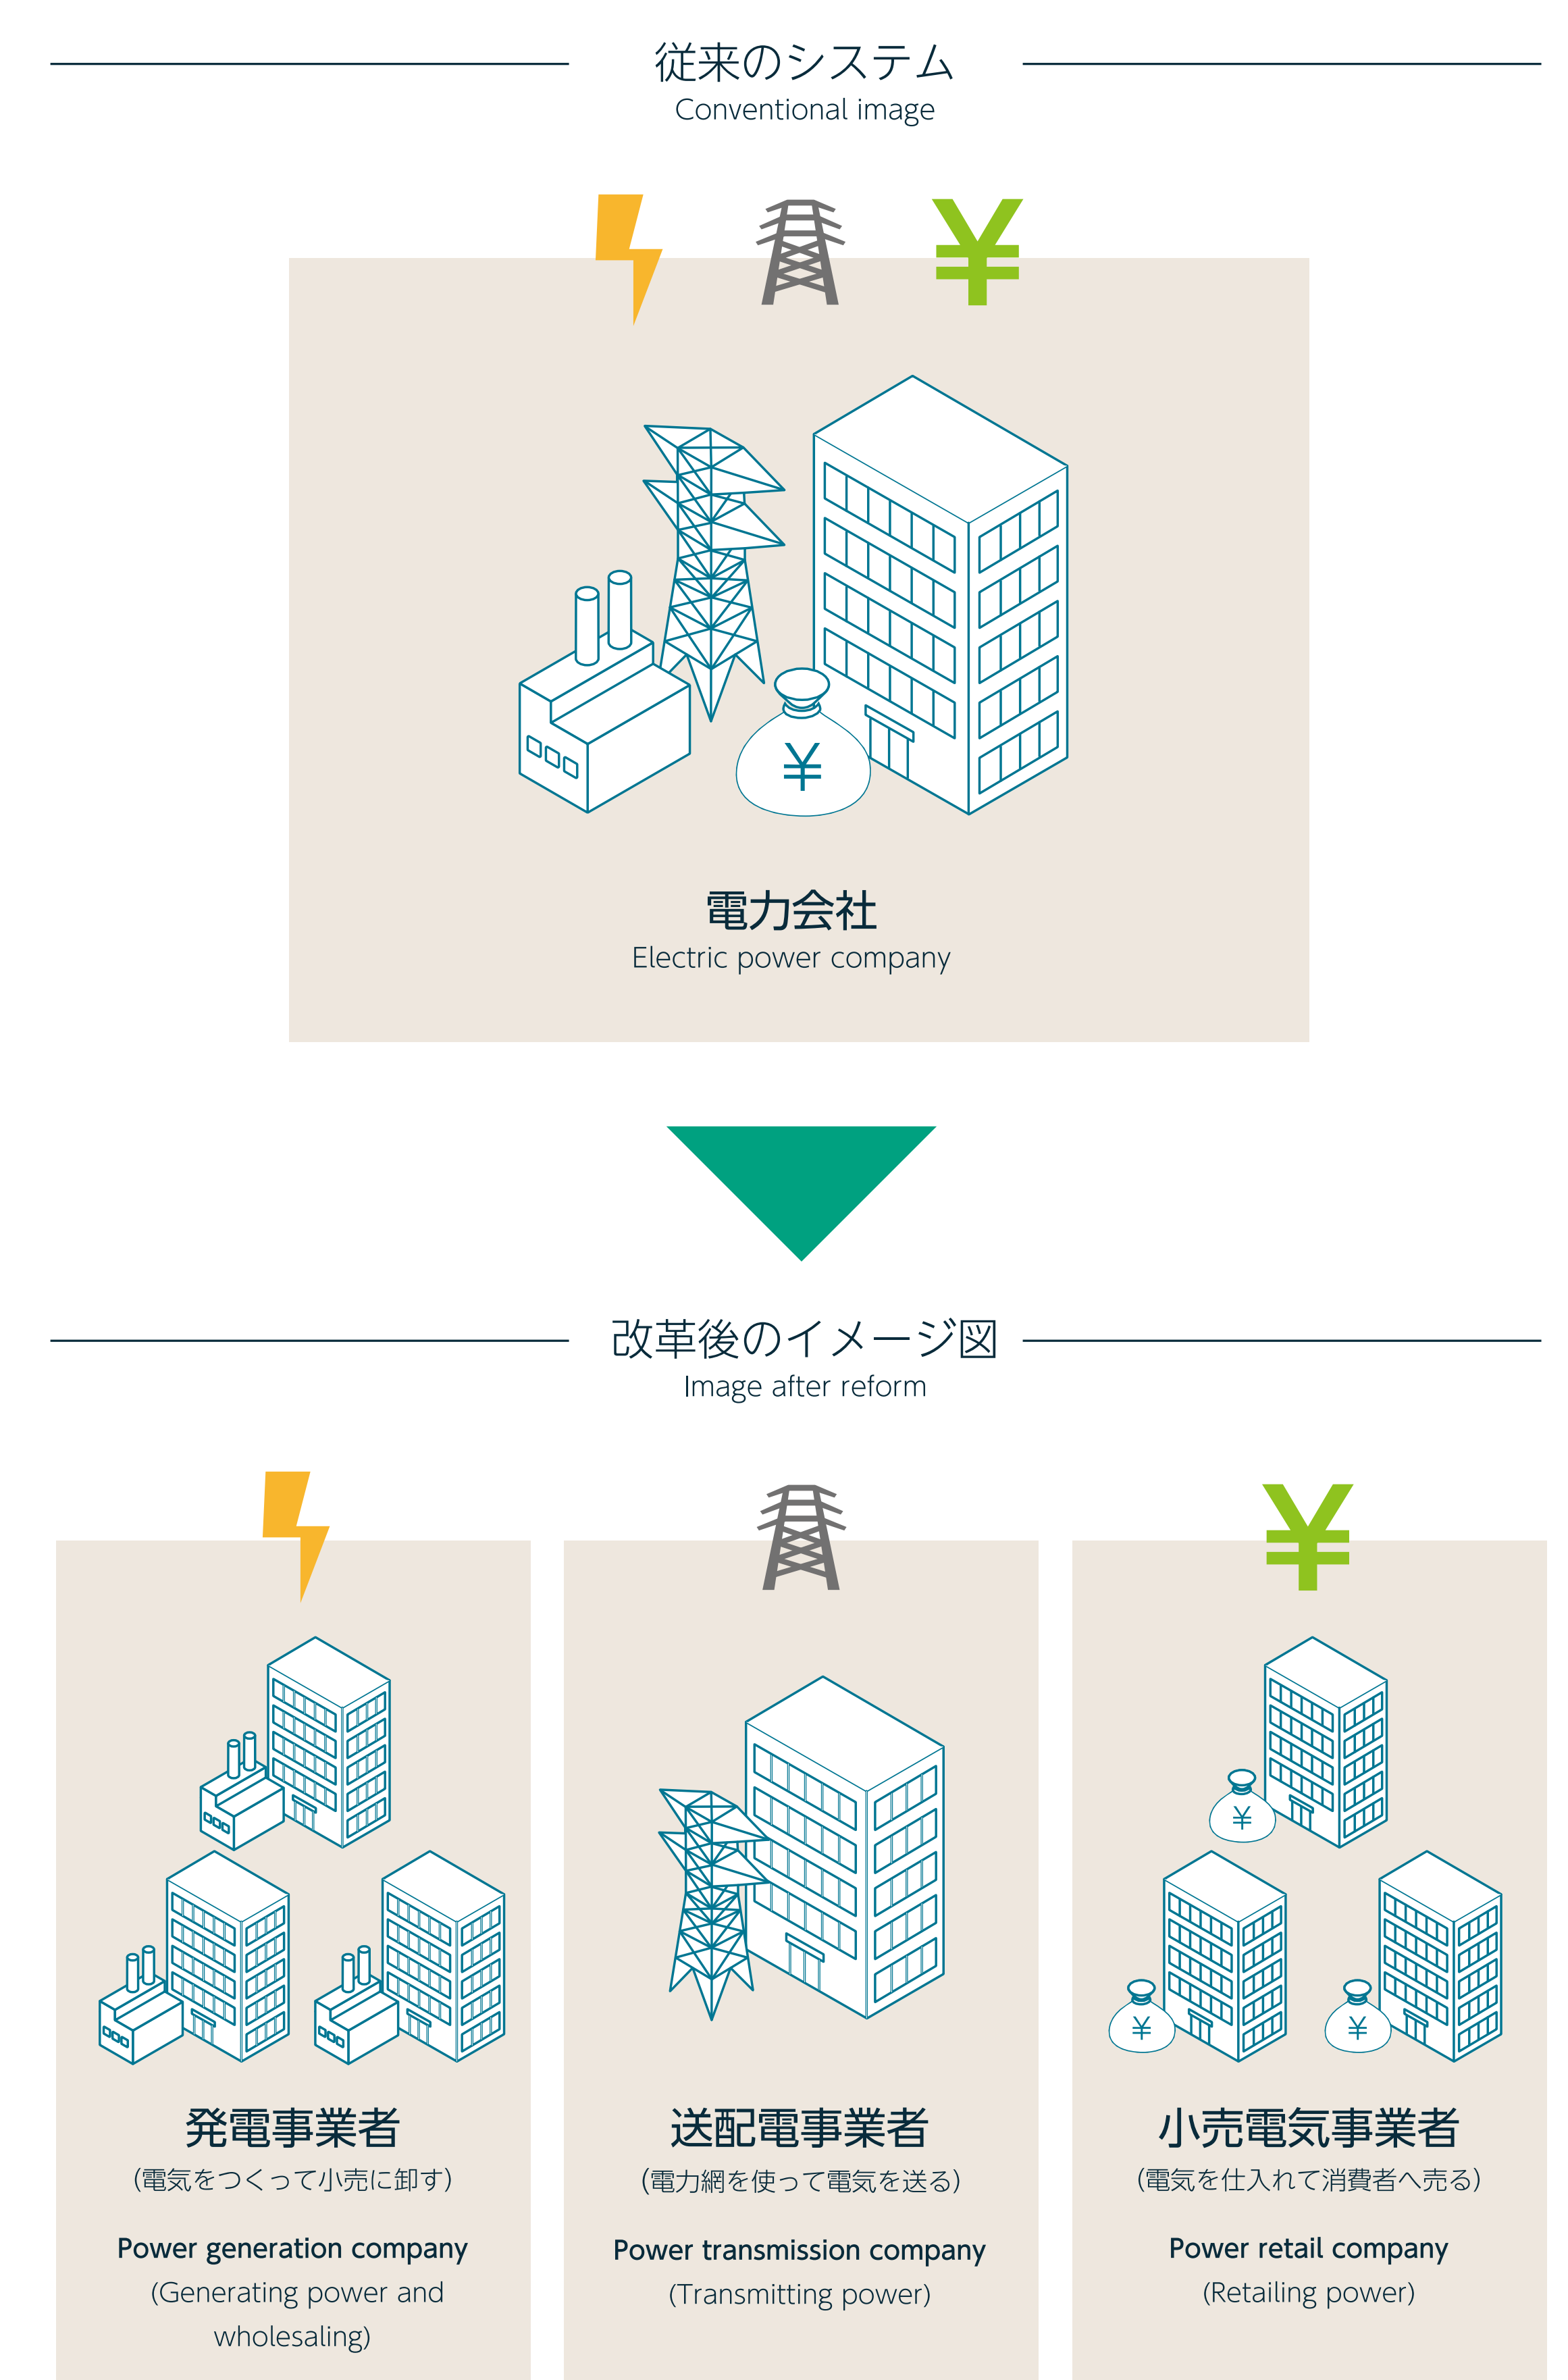 従来のシステム
Conventional image
¥
¥
電力会社
Electric power company
改革後のイメージ図
Image after reform
¥
¥
¥
¥
発電事業者
(電気をつくって小売に卸す)
Power generation company
(Generating power and
wholesaling)
送配電事業者
(電力網を使って電気を送る)
Power transmission company
(Transmitting power)
小売電気事業者
(電気を仕入れて消費者へ売る)
Power retail company
(Retailing power)